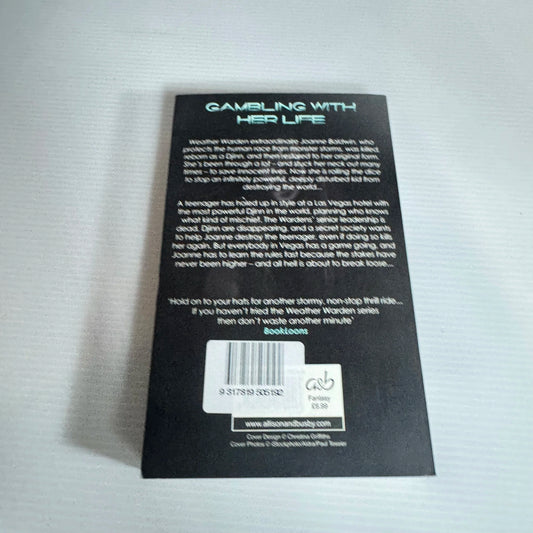 GAMBLING WITH
HER LIFE
Weather Warden extraordinaire Joanne Baldwin, who
protects the human race from monster storms, was killed,
reborn as a Djinn, and then restored to her original form.
She's been through a lot – and stuck her neck out many
times – to save innocent lives. Now she is rolling the dice
to stop an infinitely powerful, deeply disturbed kid from
destroying the world...
A teenager has holed up in style at a Las Vegas hotel with
the most powerful Djinn in the world, planning who knows
what kind of mischief. The Wardens' senior leadership is
dead, Djinn are disappearing, and a secret society wants
to help Joanne destroy the teenager, even if doing so kills
her again. But everybody in Vegas has a game going, and
Joanne has to learn the rules fast because the stakes have
never been higher – and all hell is about to break loose...
'Hold on to your hats for another stormy, non-stop thrill ride...
If you haven't tried the Weather Warden series
then don't waste another minute'
Bookloons
9 317819 505192
asb
Fantasy
£6.99
www.allisonandbusby.com
Cover Design © Christina Griffiths
Cover Photos © iStockphoto/Alibia/Paul Tessier